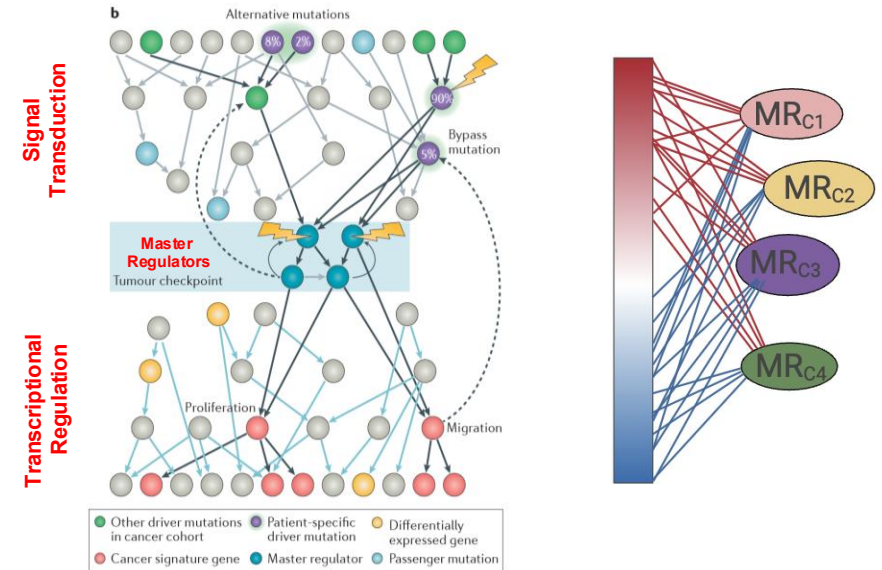 b
Alternative mutations
8%
2%
90%
Bypass
mutation
5%
Signal
Transduction
Master
Regulators
Tumour checkpoint
Transcriptional
Regulation
Proliferation
Migration
Other driver mutations
in cancer cohort
Patient-specific
driver mutation
Differentially
expressed gene
Cancer signature gene
Master regulator
Passenger mutation
MRC1
MRC2
MRC3
MRC4